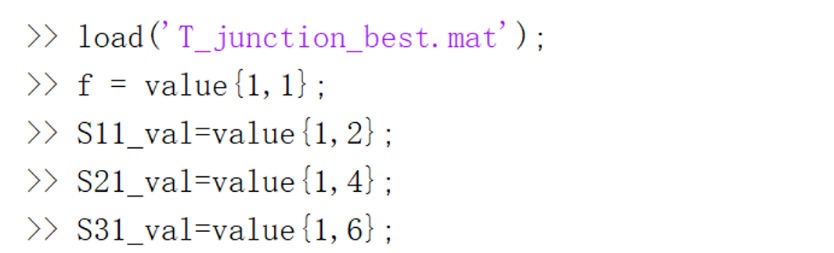 >> load('T_junction_best.mat');
>> f = value{1,1};
>> S11_val=value{1,2};
>> S21_val=value{1,4};
>> S31_val=value{1,6};